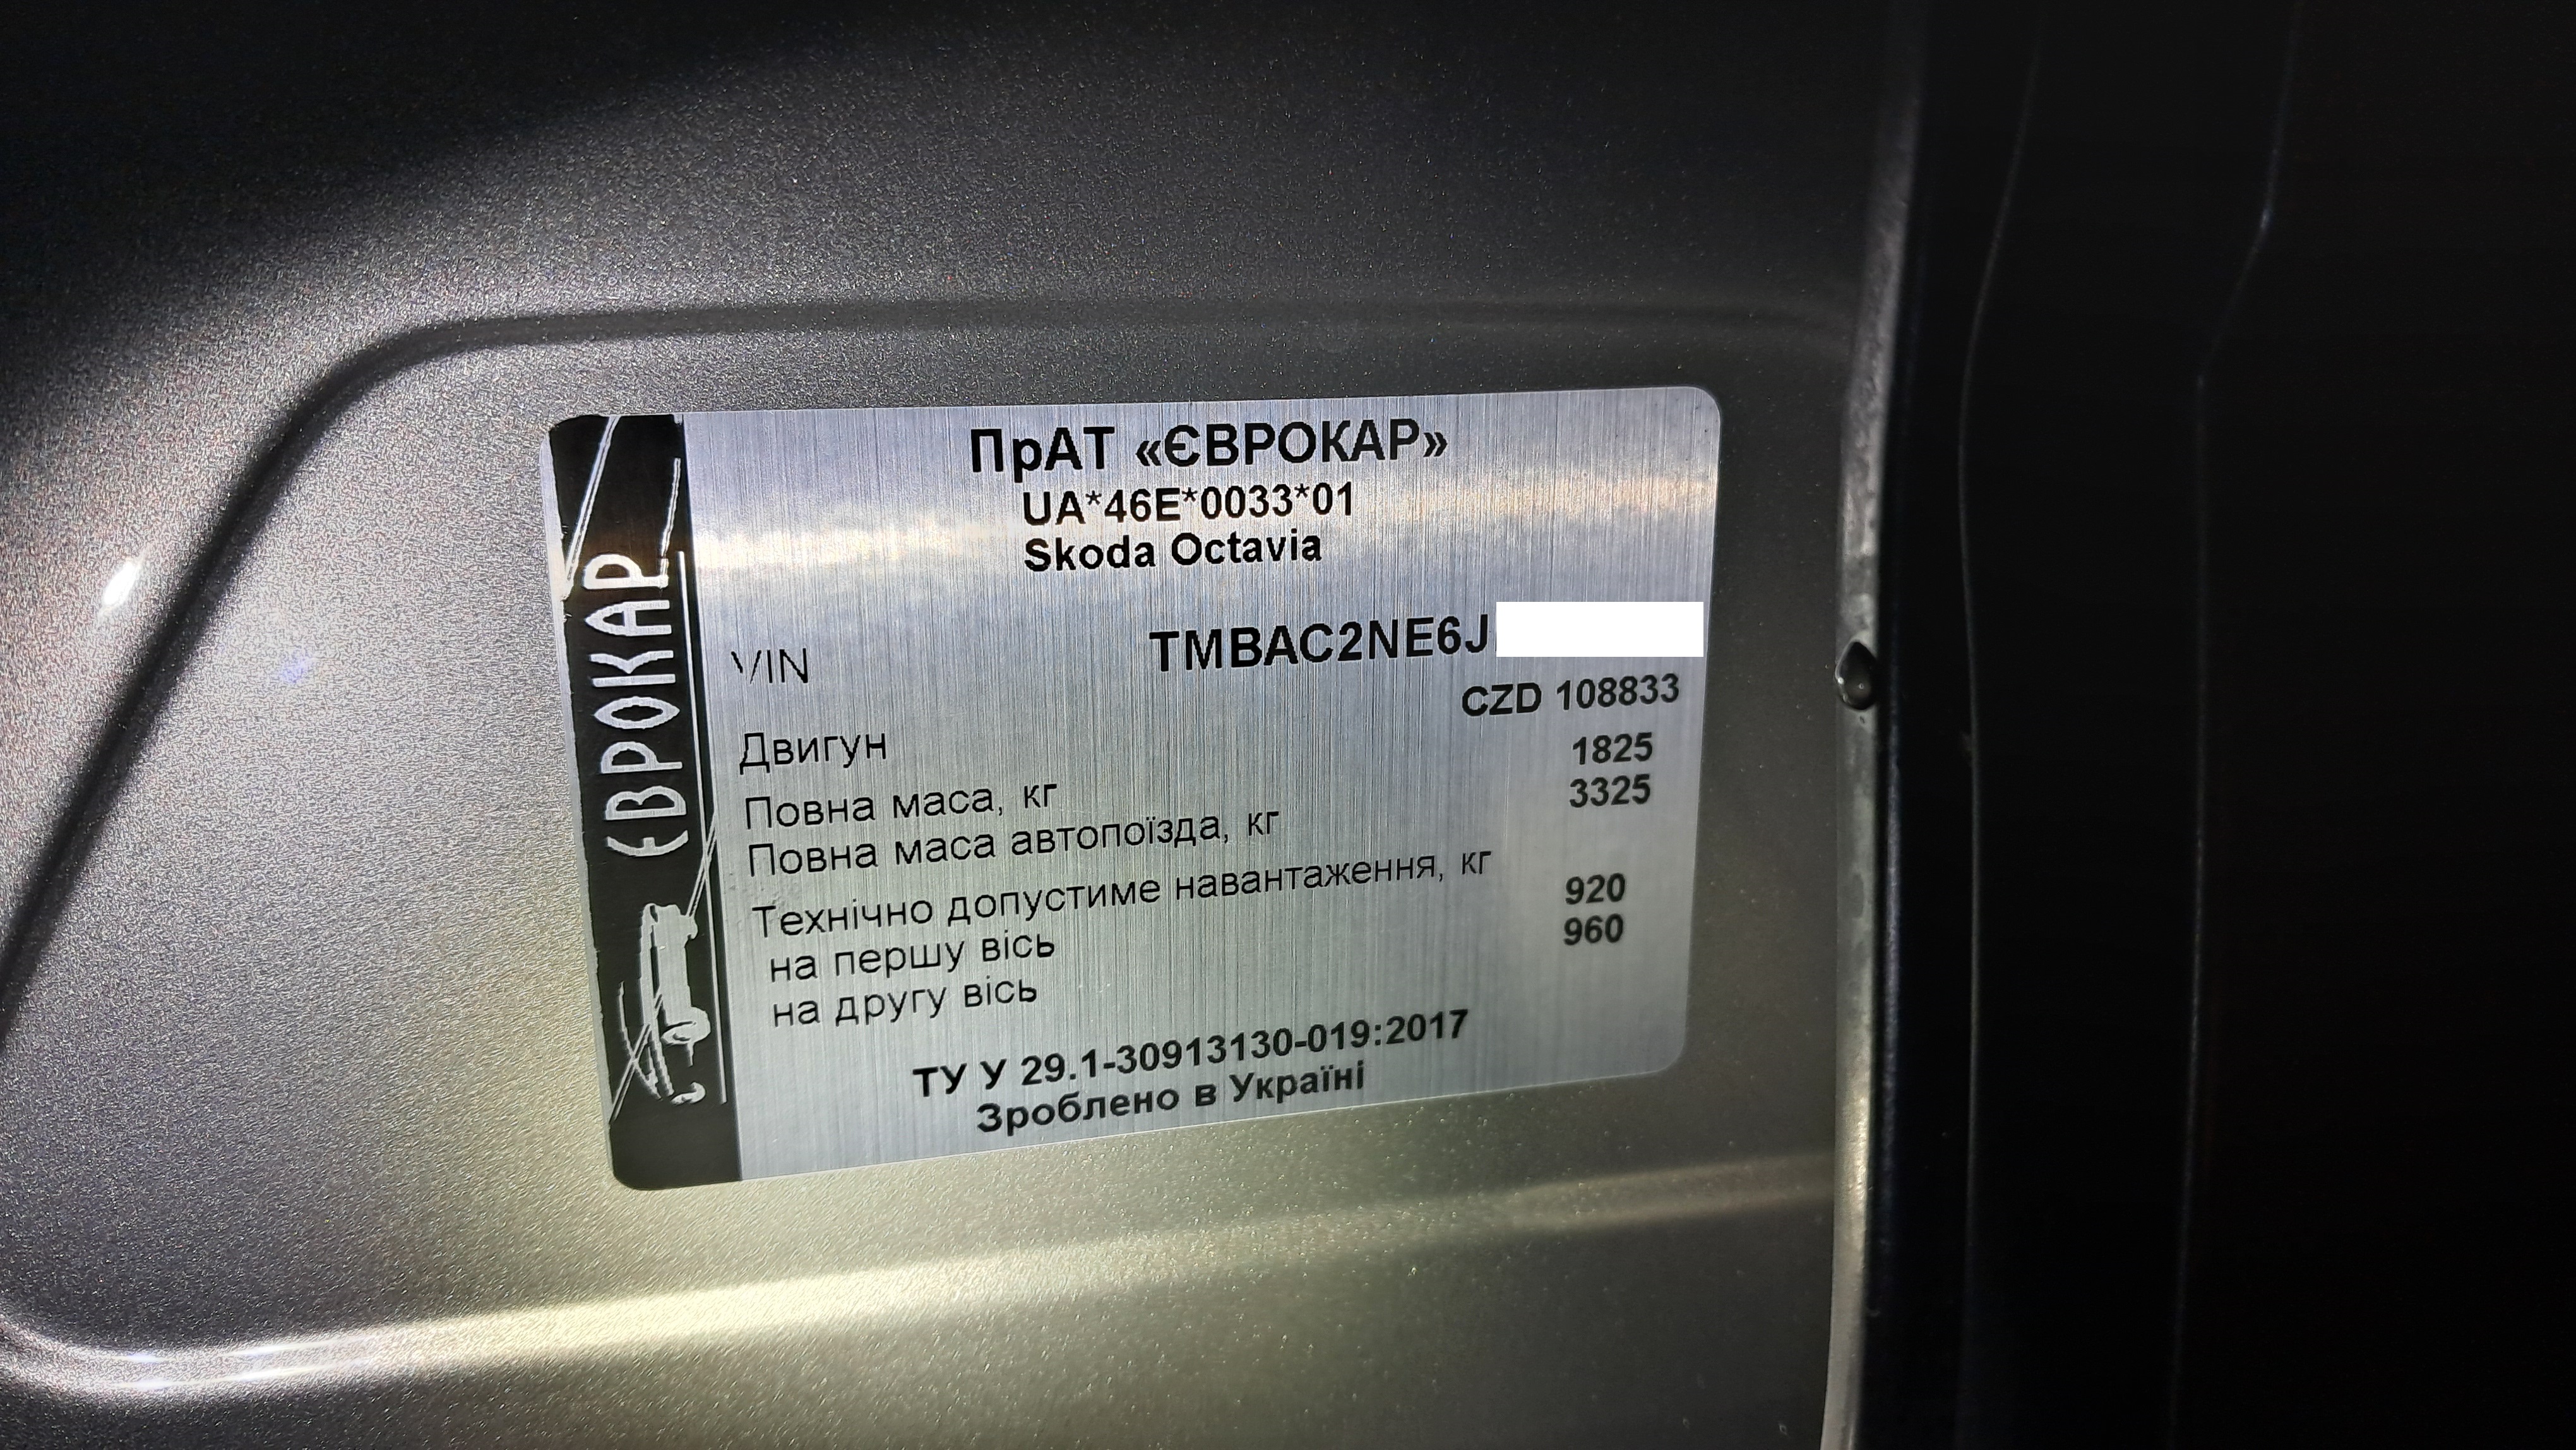 ЄВРОКАР
ПрАТ «ЄВРОКАР»
UA*46E*0033*01
Skoda Octavia
VIN TMBAC2NE6J
Двигун CZD 108833
Повна маса, кг 1825
Повна маса автопоїзда, кг 3325
Технічно допустиме навантаження, кг
на першу вісь 920
на другу вісь 960
ТУ У 29.1-30913130-019:2017
Зроблено в Україні